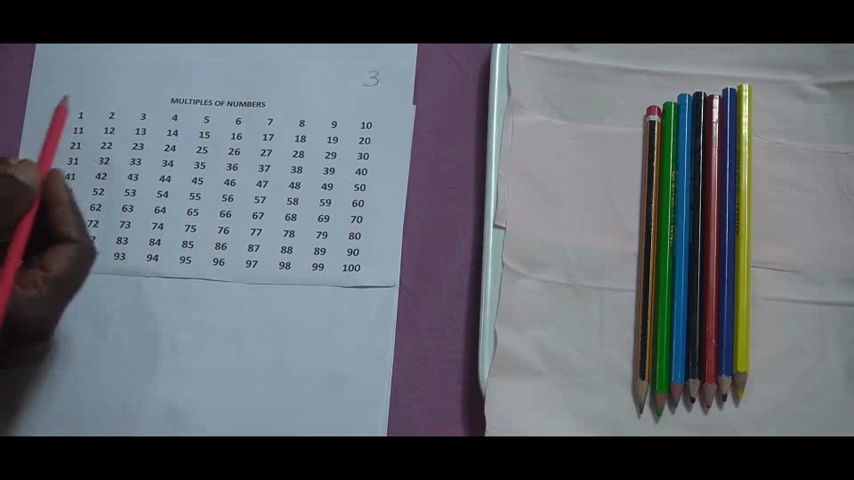 3
MULTIPLES OF NUMBERS
1 2 3 4 5 6 7 8 9 10
11 12 13 14 15 16 17 18 19 20
21 22 23 24 25 26 27 28 29 30
31 32 33 34 35 36 37 38 39 40
41 42 43 44 45 46 47 48 49 50
52 53 54 55 56 57 58 59 60
62 63 64 65 66 67 68 69 70
72 73 74 75 76 77 78 79 80
83 84 85 86 87 88 89 90
93 94 95 96 97 98 99 100